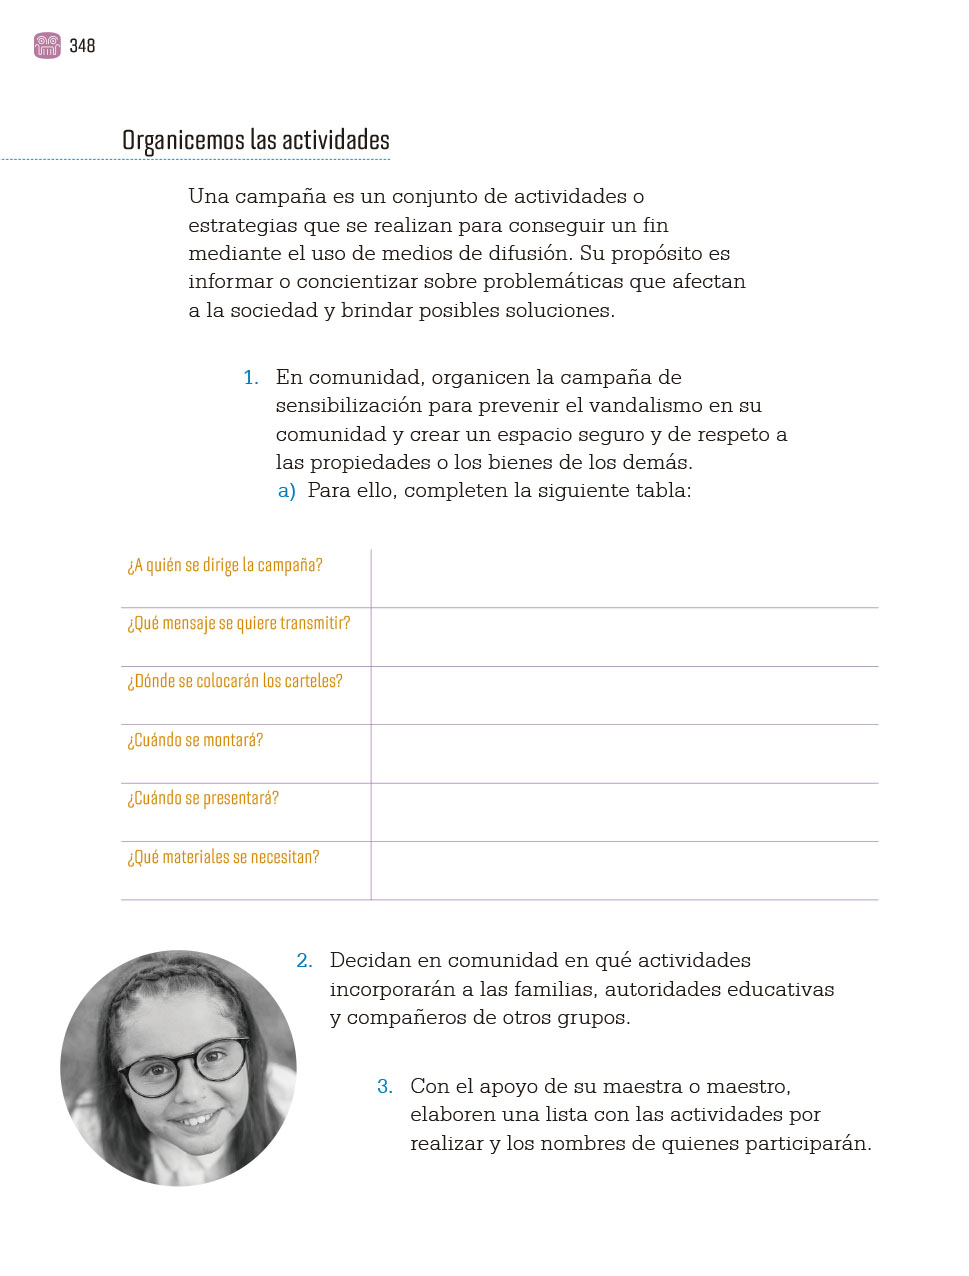 348
Organicemos las actividades
Una campaña es un conjunto de actividades o
estrategias que se realizan para conseguir un fin
mediante el uso de medios de difusión. Su propósito es
informar o concientizar sobre problemáticas que afectan
a la sociedad y brindar posibles soluciones.
1. En comunidad, organicen la campaña de
sensibilización para prevenir el vandalismo en su
comunidad y crear un espacio seguro y de respeto a
las propiedades o los bienes de los demás.
a) Para ello, completen la siguiente tabla:
¿A quién se dirige la campaña?
¿Qué mensaje se quiere transmitir?
¿Dónde se colocarán los carteles?
¿Cuándo se montará?
¿Cuándo se presentará?
¿Qué materiales se necesitan?
2. Decidan en comunidad en qué actividades
incorporarán a las familias, autoridades educativas
y compañeros de otros grupos.
3. Con el apoyo de su maestra o maestro,
elaboren una lista con las actividades por
realizar y los nombres de quienes participarán.